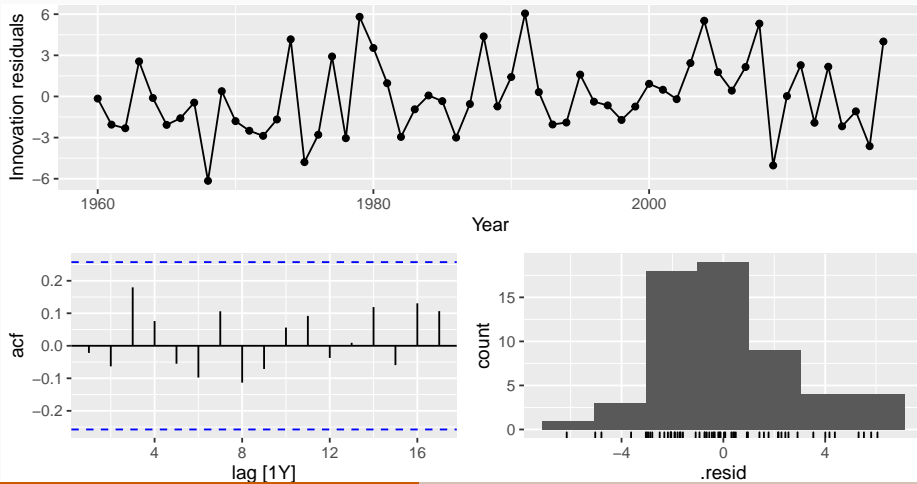 Innovation residuals
6
3
0
−3
−6
1960 1980 2000
Year
acf
0.2
0.1
0.0
−0.1
−0.2
4 8 12 16
lag [1Y]
count
15
10
5
0
−4 0 4
.resid